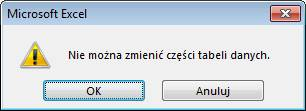 Microsoft Excel
Nie można zmienić części tabeli danych.
OK
Anuluj